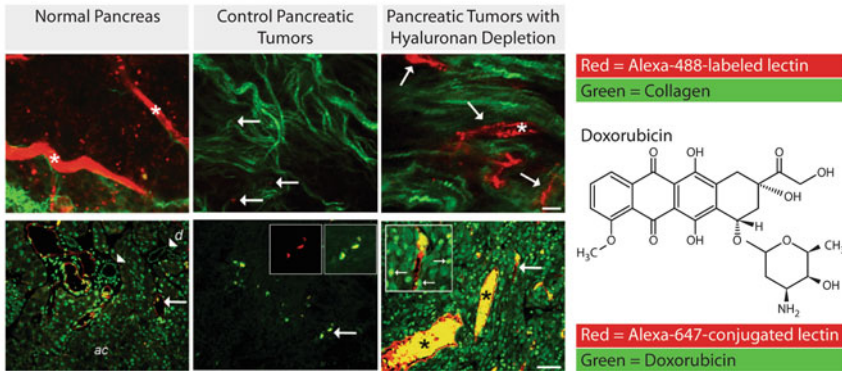 Normal Pancreas
Control Pancreatic
Tumors
Pancreatic Tumors with
Hyaluronan Depletion
*
*
*
d
ac
*
*
Red = Alexa-488-labeled lectin
Green = Collagen
Doxorubicin
O
OH
O
OH
OH
O
OH
H
H₃C
O
O
O
CH₃
OH
NH₂
Red = Alexa-647-conjugated lectin
Green = Doxorubicin